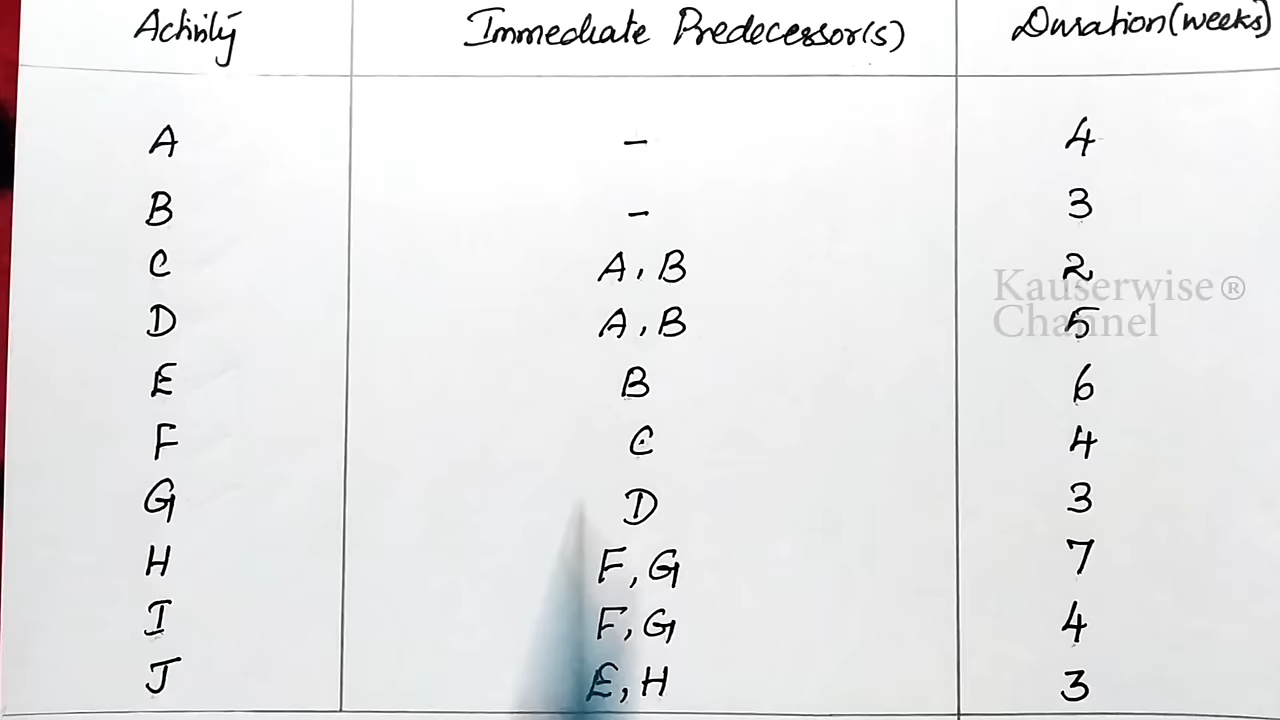 Activity Immediate Predecessor(s) Duration(weeks)
A - 4
B - 3
C A, B 2
D A, B 5
E B 6
F C 4
G D 3
H F, G 7
I F, G 4
J E, H 3
Kauserwise®
Channel